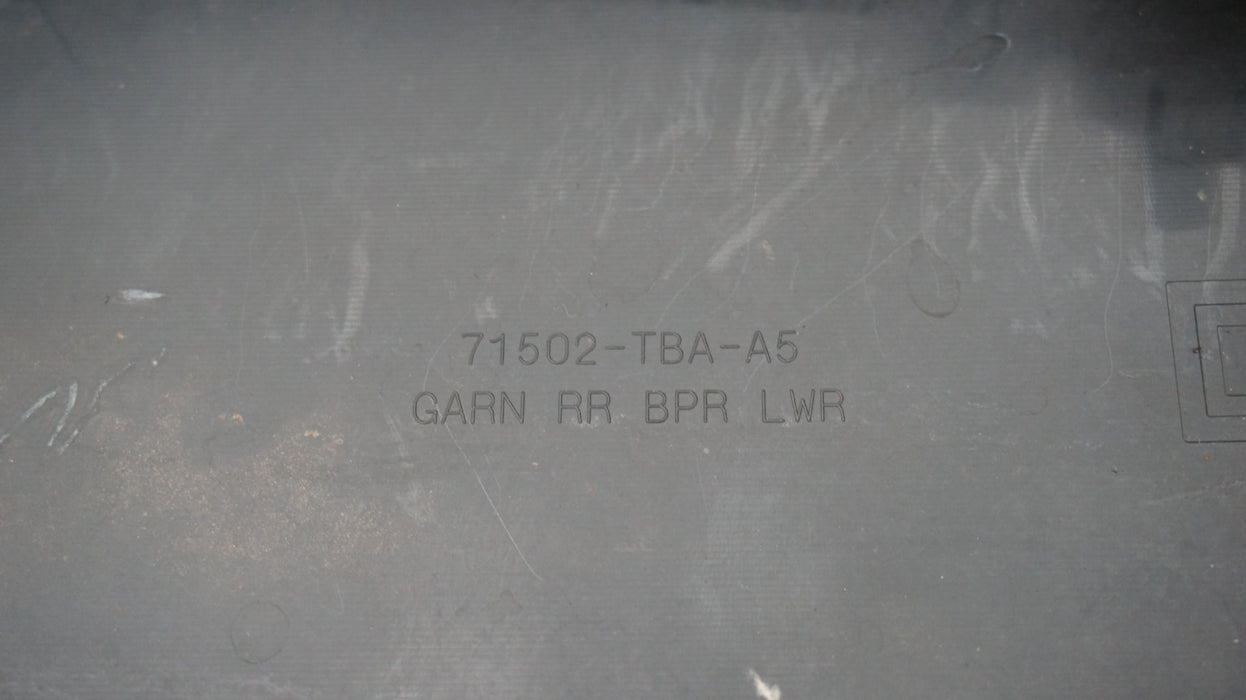 71502-TBA-A5
GARN RR BPR LWR